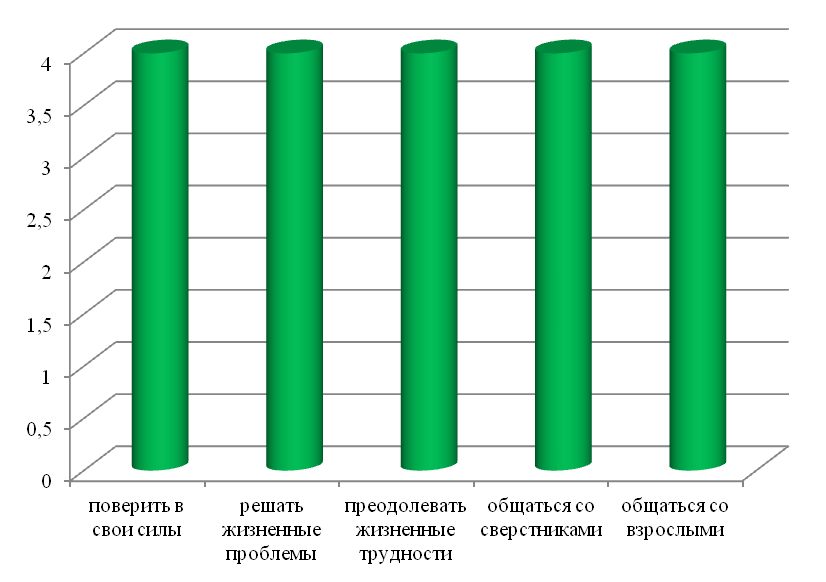 4
3,5
3
2,5
2
1,5
1
0,5
0
поверить в
свои силы
решать
жизненные
проблемы
преодолевать
жизненные
трудности
общаться со
сверстниками
общаться со
взрослыми